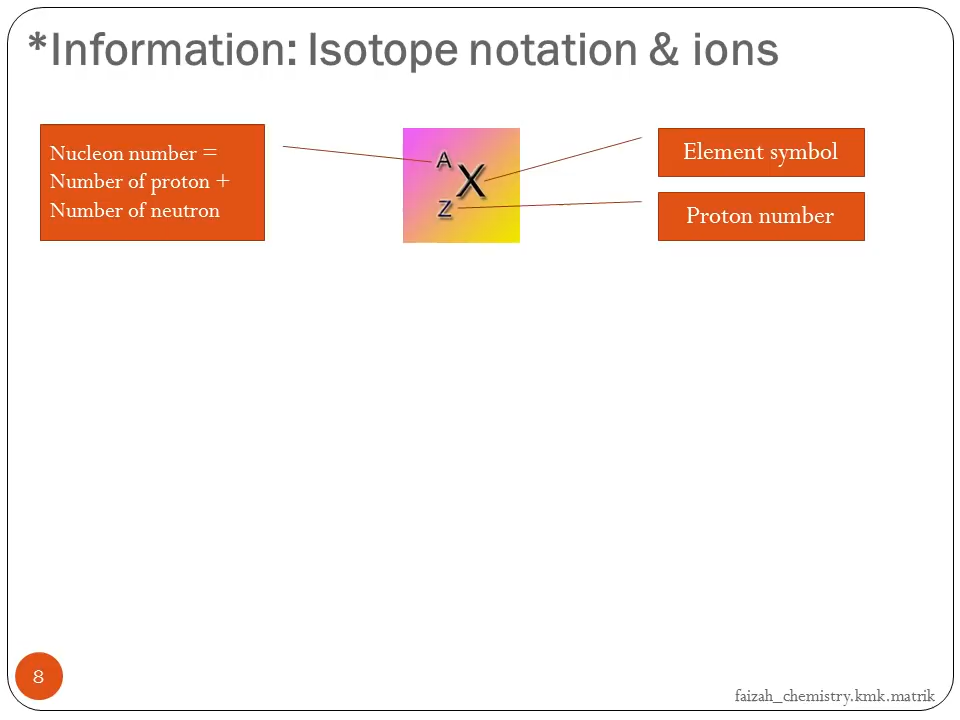 *Information: Isotope notation & ions
Nucleon number =
Number of proton +
Number of neutron
A
X
Z
Element symbol
Proton number
8
faizah_chemistry.kmk.matrik